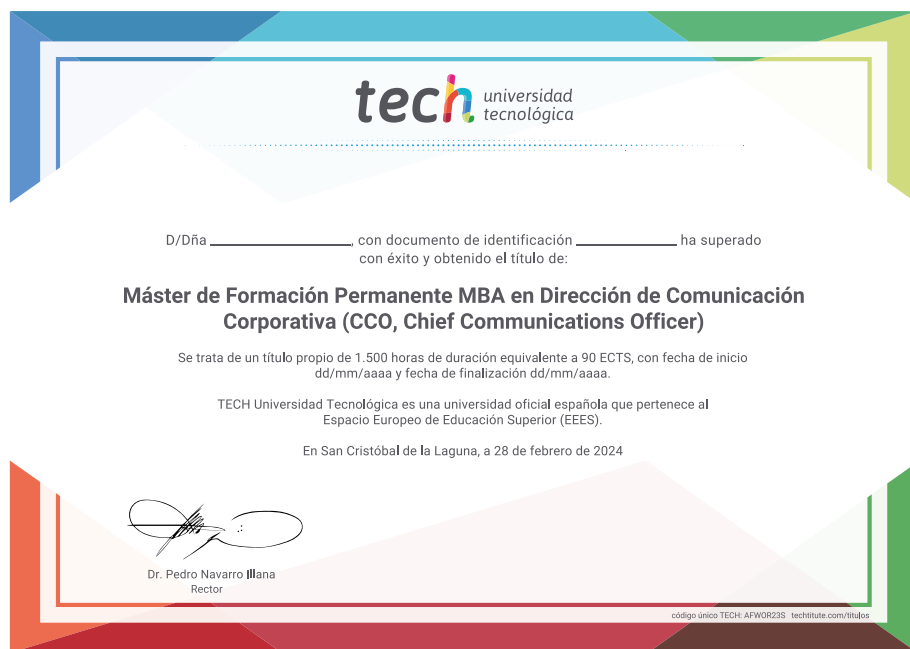 tech universidad
tecnológica
D/Dña ________________, con documento de identificación ____________ ha superado
con éxito y obtenido el título de:
Máster de Formación Permanente MBA en Dirección de Comunicación
Corporativa (CCO, Chief Communications Officer)
Se trata de un título propio de 1.500 horas de duración equivalente a 90 ECTS, con fecha de inicio
dd/mm/aaaa y fecha de finalización dd/mm/aaaa.
TECH Universidad Tecnológica es una universidad oficial española que pertenece al
Espacio Europeo de Educación Superior (EEES).
En San Cristóbal de la Laguna, a 28 de febrero de 2024
Dr. Pedro Navarro Illana
Rector
código único TECH: AFWOR23S techtitute.com/titulos